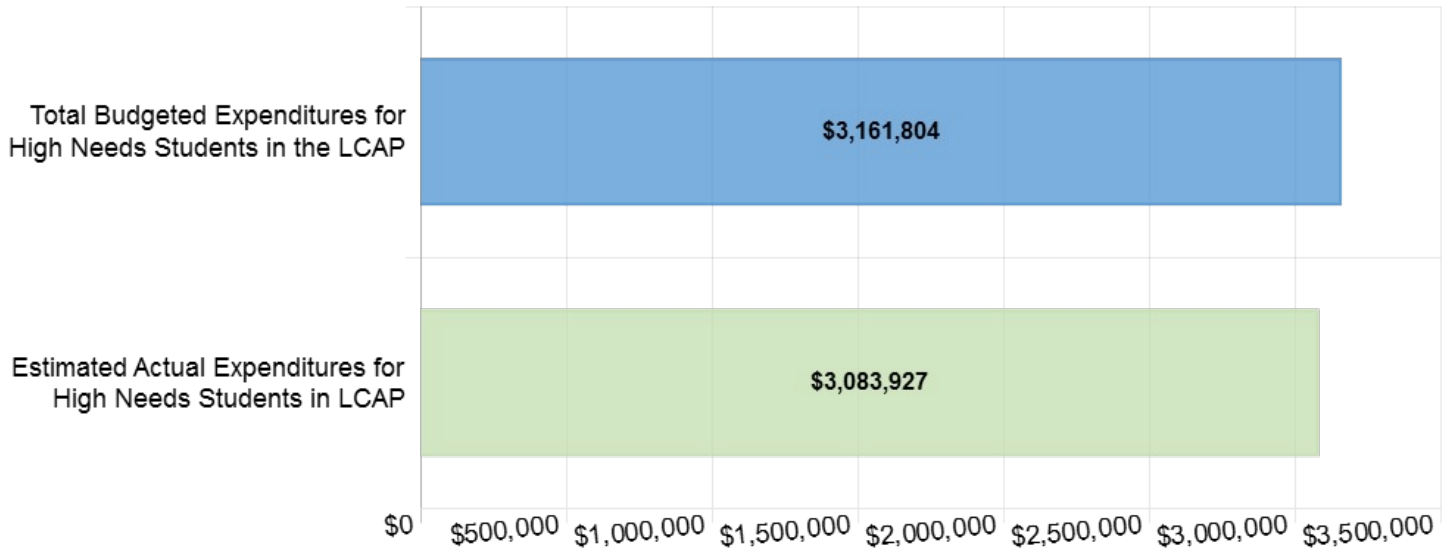 Total Budgeted Expenditures for
High Needs Students in the LCAP
$3,161,804
Estimated Actual Expenditures for
High Needs Students in LCAP
$3,083,927
$0 $500,000 $1,000,000 $1,500,000 $2,000,000 $2,500,000 $3,000,000 $3,500,000